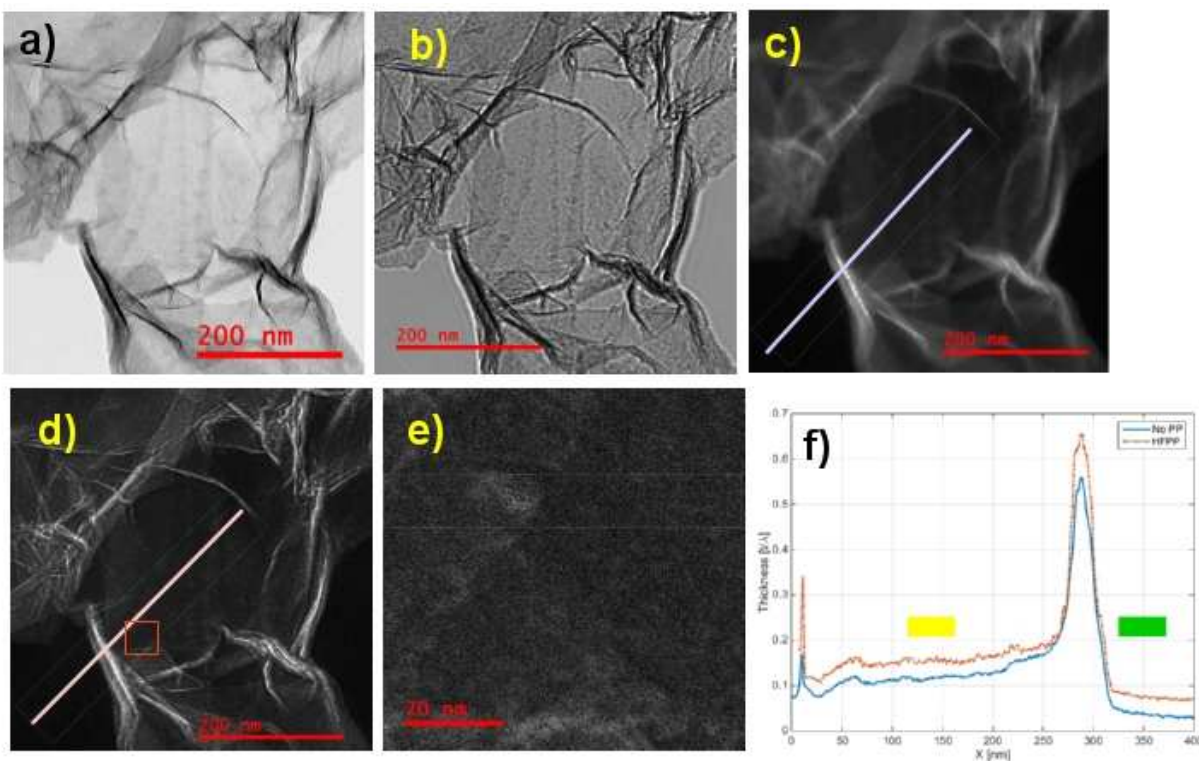 a)
200 nm
b)
200 nm
c)
200 nm
d)
200 nm
e)
20 nm
f)
No PP
HFPP
Thickness [t/λ]
0.7
0.6
0.5
0.4
0.3
0.2
0.1
0
0 50 100 150 200 250 300 350 400
X [nm]